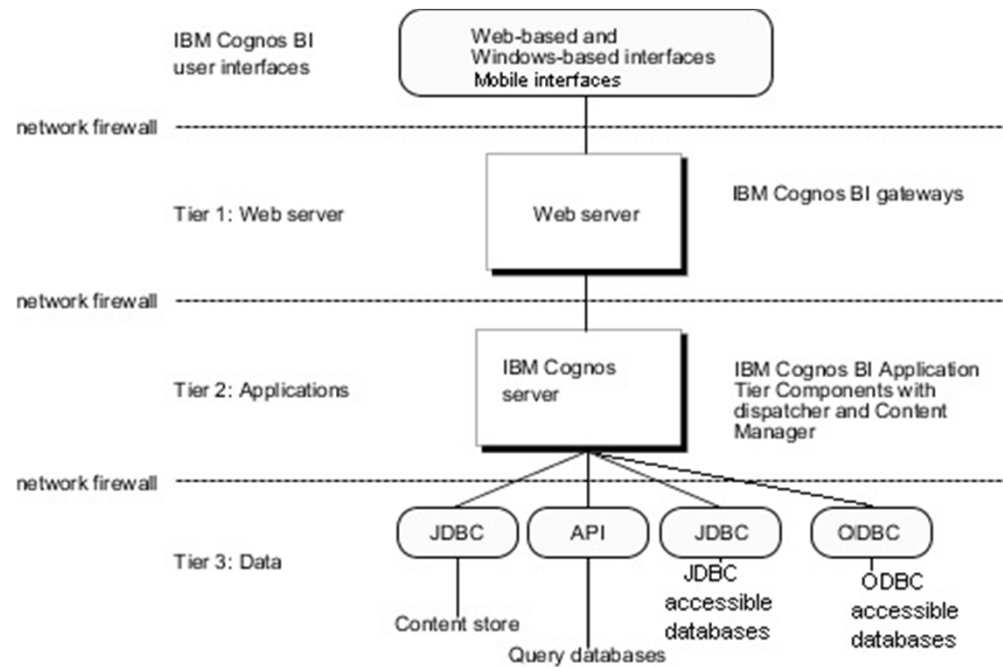 IBM Cognos BI
user interfaces
Web-based and
Windows-based interfaces
Mobile interfaces
network firewall
Tier 1: Web server
Web server
IBM Cognos BI gateways
network firewall
Tier 2: Applications
IBM Cognos
server
IBM Cognos BI Application
Tier Components with
dispatcher and Content
Manager
network firewall
Tier 3: Data
JDBC
API
JDBC
ODBC
Content store
Query databases
JDBC
accessible
databases
ODBC
accessible
databases